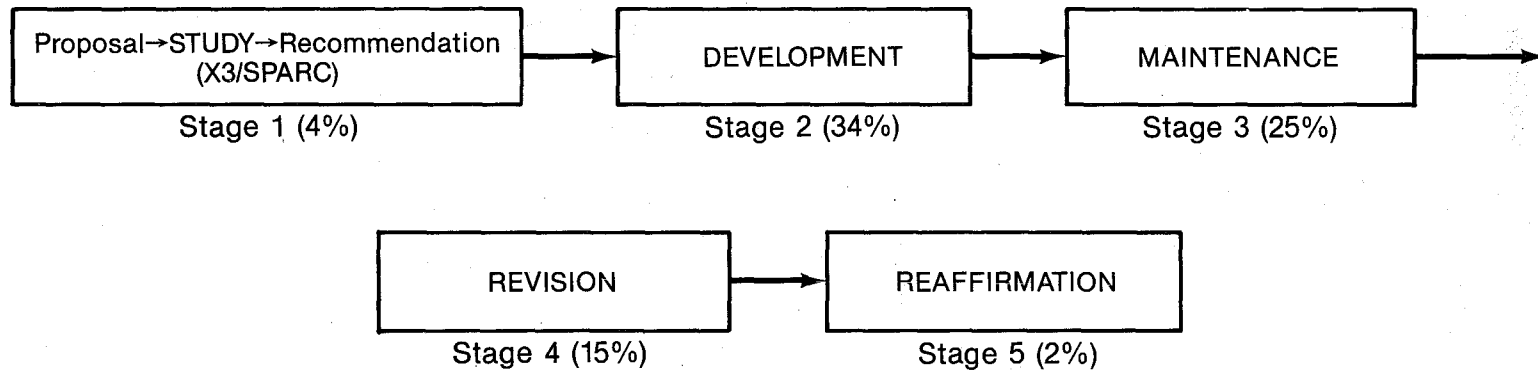 Proposal→STUDY→Recommendation
(X3/SPARC)
Stage 1 (4%)
DEVELOPMENT
Stage 2 (34%)
MAINTENANCE
Stage 3 (25%)
REVISION
Stage 4 (15%)
REAFFIRMATION
Stage 5 (2%)